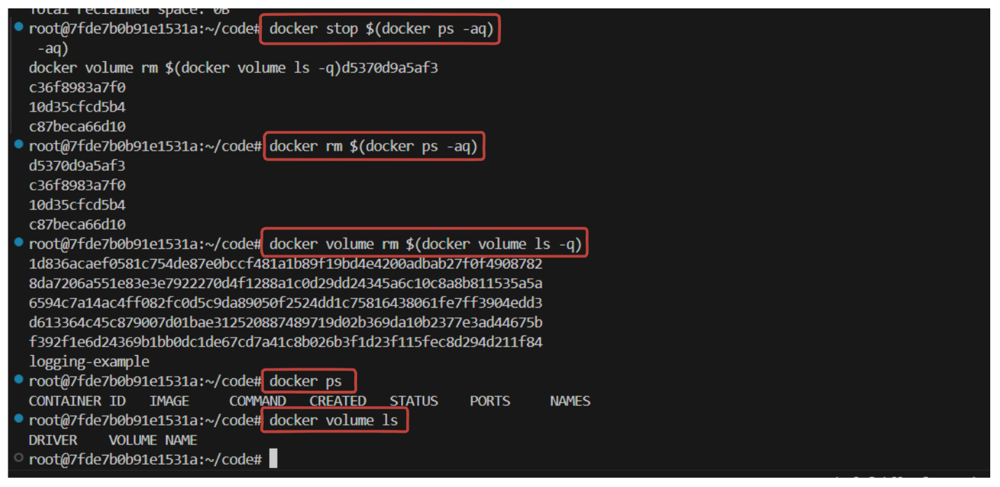 Total reclaimed space: 0B
root@7fde7b0b91e1531a:~/code# docker stop $(docker ps -aq)
-aq)
docker volume rm $(docker volume ls -q)d5370d9a5af3
c36f8983a7f0
10d35cfcd5b4
c87beca66d10
root@7fde7b0b91e1531a:~/code# docker rm $(docker ps -aq)
d5370d9a5af3
c36f8983a7f0
10d35cfcd5b4
c87beca66d10
root@7fde7b0b91e1531a:~/code# docker volume rm $(docker volume ls -q)
1d836acaef0581c754de87e0bccf481a1b89f19bd4e4200adbab27f0f4908782
8da7206a551e83e3e7922270d4f1288a1c0d29dd24345a6c10c8a8b811535a5a
6594c7a14ac4ff082fc0d5c9da89050f2524dd1c75816438061fe7ff3904edd3
d613364c45c879007d01bae312520887489719d02b369da10b2377e3ad44675b
f392f1e6d24369b1bb0dc1de67cd7a41c8b026b3f1d23f115fec8d294d211f84
logging-example
root@7fde7b0b91e1531a:~/code# docker ps
CONTAINER ID IMAGE COMMAND CREATED STATUS PORTS NAMES
root@7fde7b0b91e1531a:~/code# docker volume ls
DRIVER VOLUME NAME
root@7fde7b0b91e1531a:~/code#